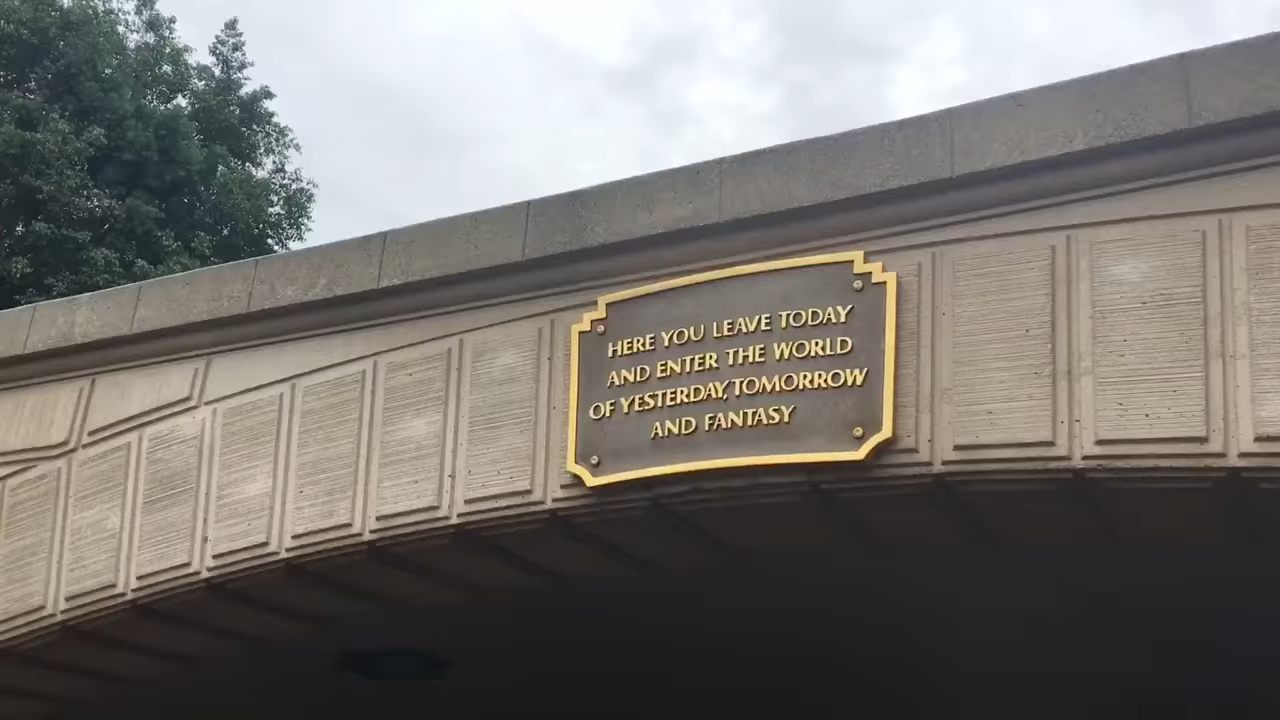 HERE YOU LEAVE TODAY
AND ENTER THE WORLD
OF YESTERDAY, TOMORROW
AND FANTASY